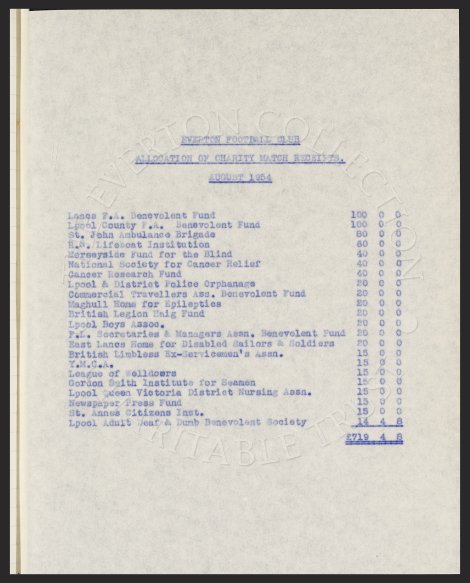 EVERTON FOOTBALL CLUB
ALLOCATION OF CHARITY MATCH RECEIPTS.
AUGUST 1954
Lancs F.A. Benevolent Fund 100 0 0
Lpool County F.A. Benevolent Fund 100 0 0
St. John Ambulance Brigade 80 0 0
R.N. Lifeboat Institution 60 0 0
Merseyside Fund for the Blind 40 0 0
National Society for Cancer Relief 40 0 0
Cancer Research Fund 40 0 0
Lpool & District Police Orphanage 20 0 0
Commercial Travellers Ass. Benevolent Fund 20 0 0
Maghull Home for Epileptics 20 0 0
British Legion Haig Fund 20 0 0
Lpool Boys Assoc. 20 0 0
F.L. Secretaries & Managers Assn. Benevolent Fund 20 0 0
East Lancs Home for Disabled Sailors & Soldiers 20 0 0
British Limbless Ex-Servicemen's Assn. 15 0 0
Y.M.C.A. 15 0 0
League of Welldoers 15 0 0
Gordon Smith Institute for Seamen 15 0 0
Lpool Queen Victoria District Nursing Assn. 15 0 0
Newspaper Press Fund 15 0 0
St. Annes Citizens Inst. 15 0 0
Lpool Adult Deaf & Dumb Benevolent Society 14 4 8
£719 4 8
EVERTON COLLECTION
CHARITABLE TRUST